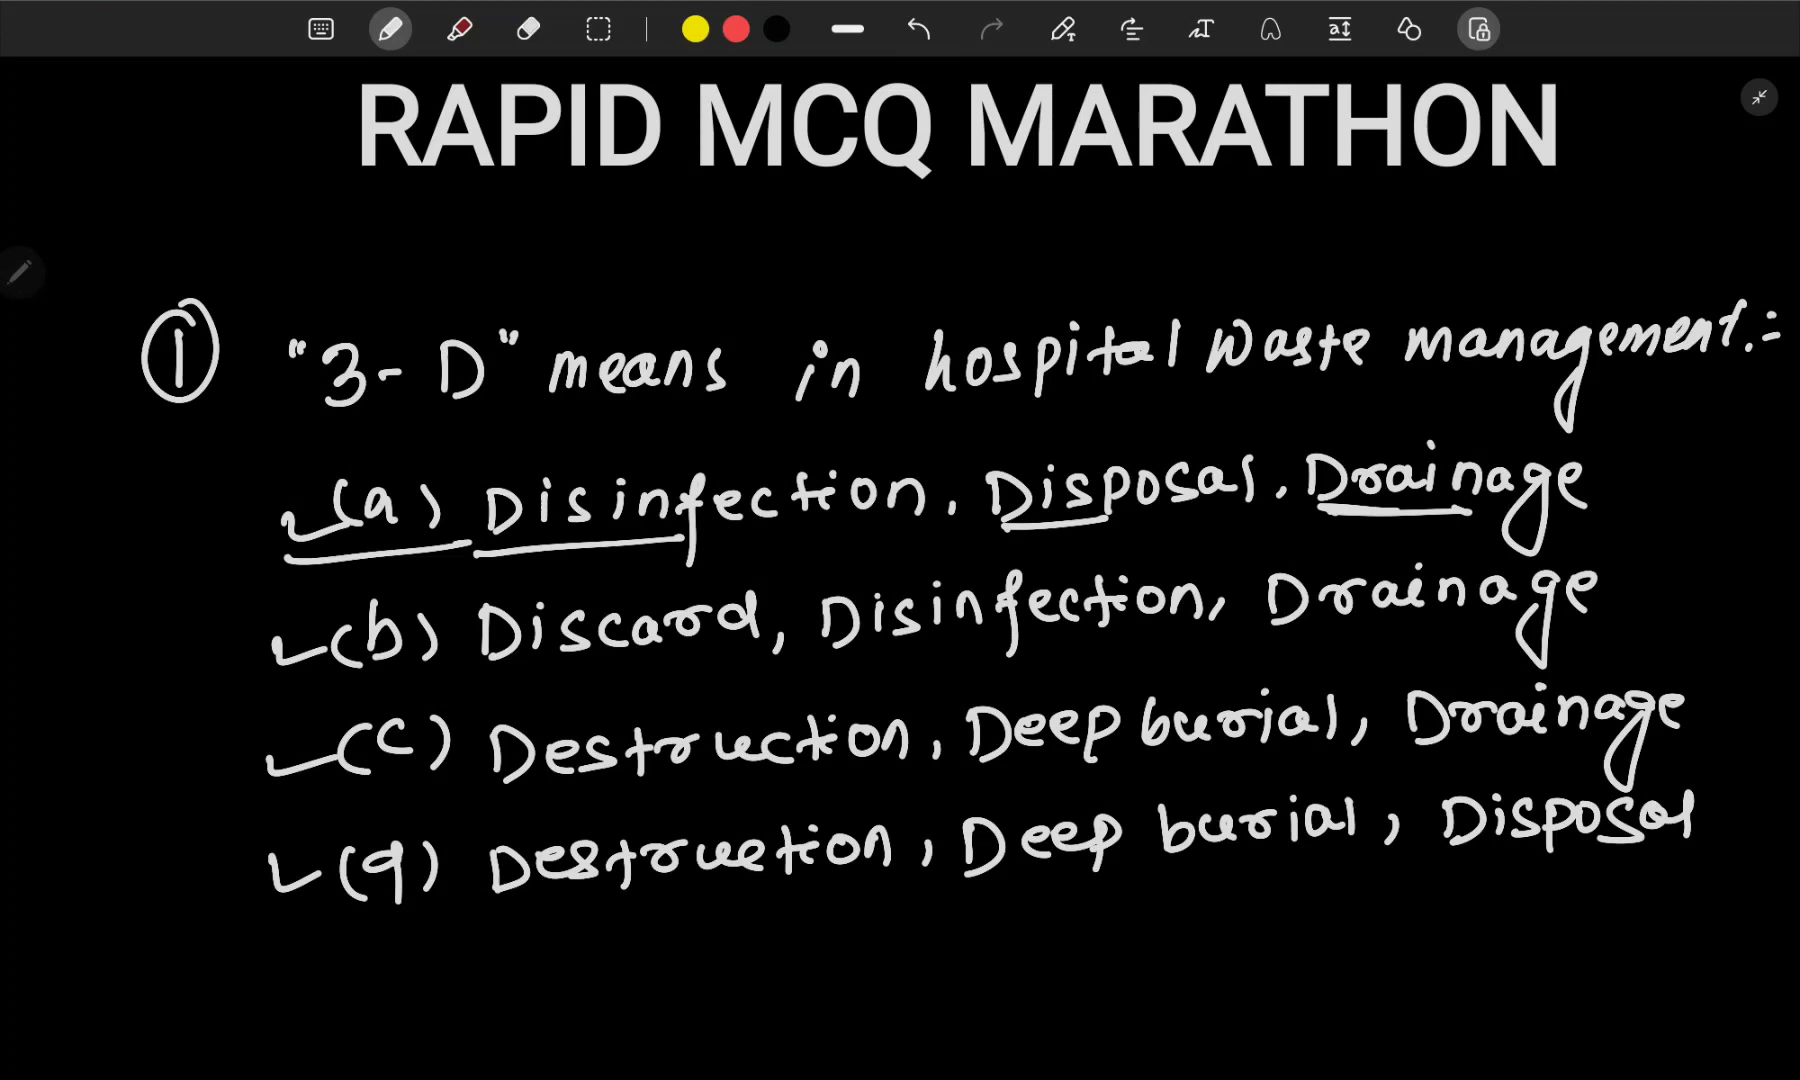 RAPID MCQ MARATHON
① "3-D" means in hospital Waste management.:=
(a) Disinfection, Disposal, Drainage
(b) Discard, Disinfection, Drainage
(c) Destruction, Deep burial, Drainage
(d) Destruction, Deep burial, Disposal